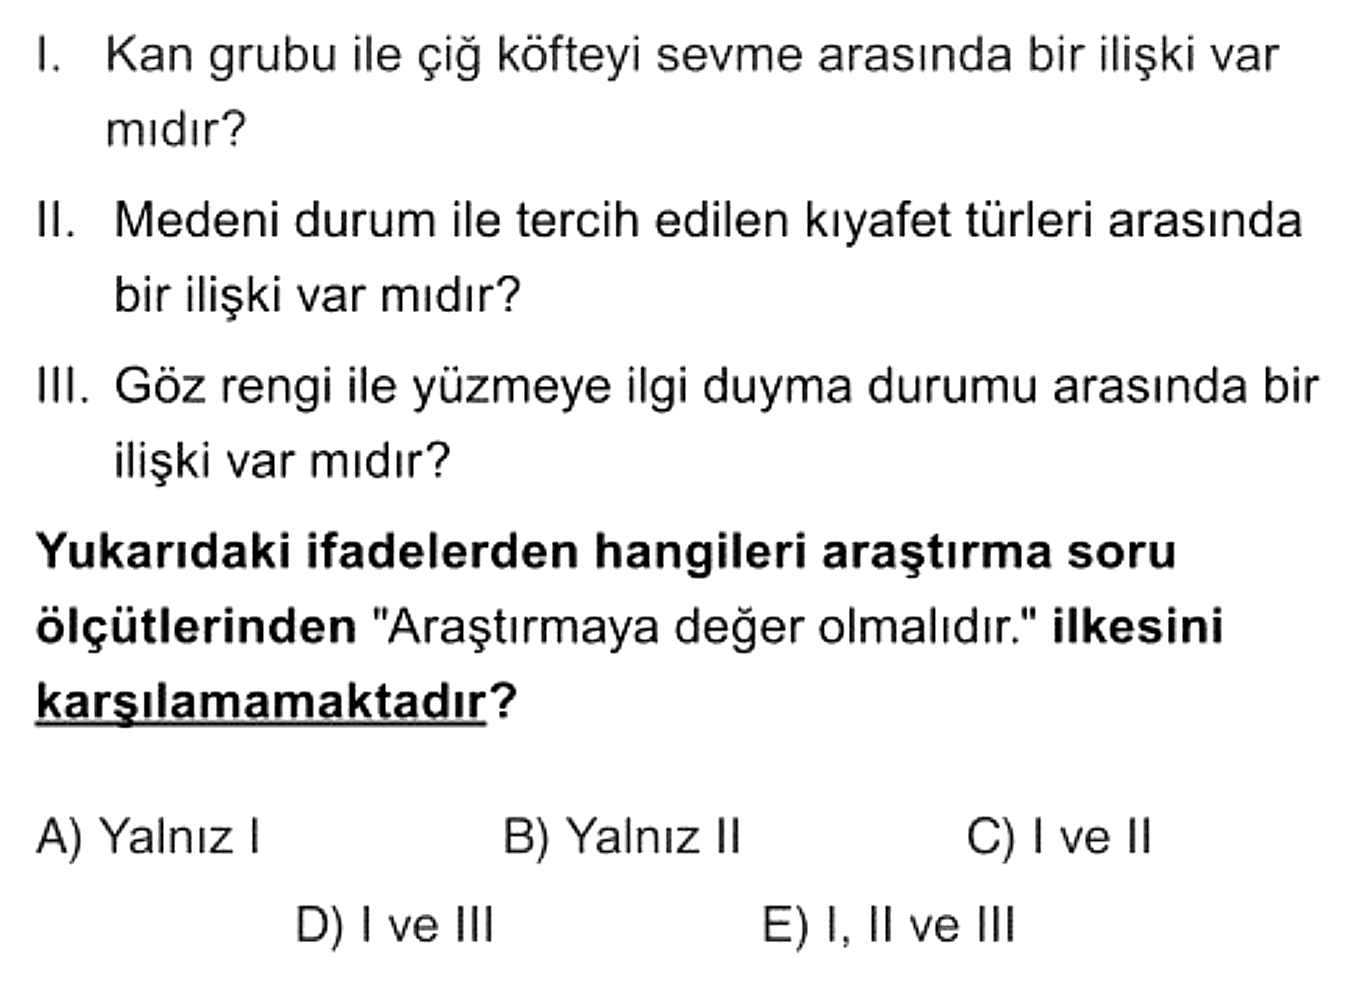 I. Kan grubu ile çiğ köfteyi sevme arasında bir ilişki var
mıdır?
II. Medeni durum ile tercih edilen kıyafet türleri arasında
bir ilişki var mıdır?
III. Göz rengi ile yüzmeye ilgi duyma durumu arasında bir
ilişki var mıdır?
Yukarıdaki ifadelerden hangileri araştırma soru
ölçütlerinden "Araştırmaya değer olmalıdır." ilkesini
karşılamamaktadır?
A) Yalnız I B) Yalnız II C) I ve II
D) I ve III E) I, II ve III